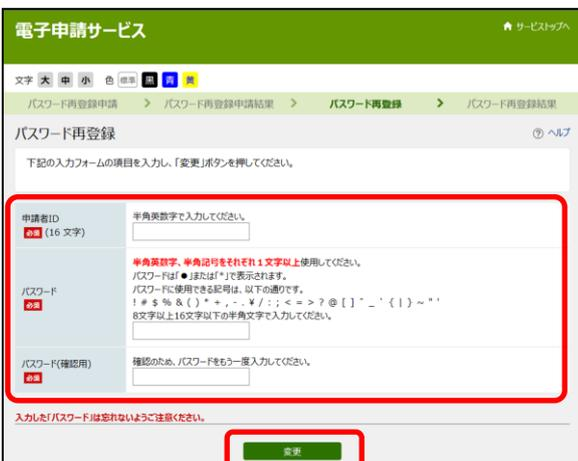 電子申請サービス
サービストップへ
文字 大 中 小 色 標準 黒 青 黄
パスワード再登録申請 > パスワード再登録申請結果 > パスワード再登録 > パスワード再登録結果
パスワード再登録
? ヘルプ
下記の入力フォームの項目を入力し、「変更」ボタンを押してください。
申請者ID
必須 (16 文字)
半角英数字で入力してください。
パスワード
必須
半角英数字、半角記号をそれぞれ1文字以上使用してください。
パスワードは「●」または「*」で表示されます。
パスワードに使用できる記号は、以下の通りです。
! # $ % & ( ) * + , - . ¥ / : ; < = > ? @ [ ] ^ _ ` { | } ~ " '
8文字以上16文字以下の半角文字で入力してください。
パスワード(確認用)
必須
確認のため、パスワードをもう一度入力してください。
入力した「パスワード」は忘れないようご注意ください。
変更